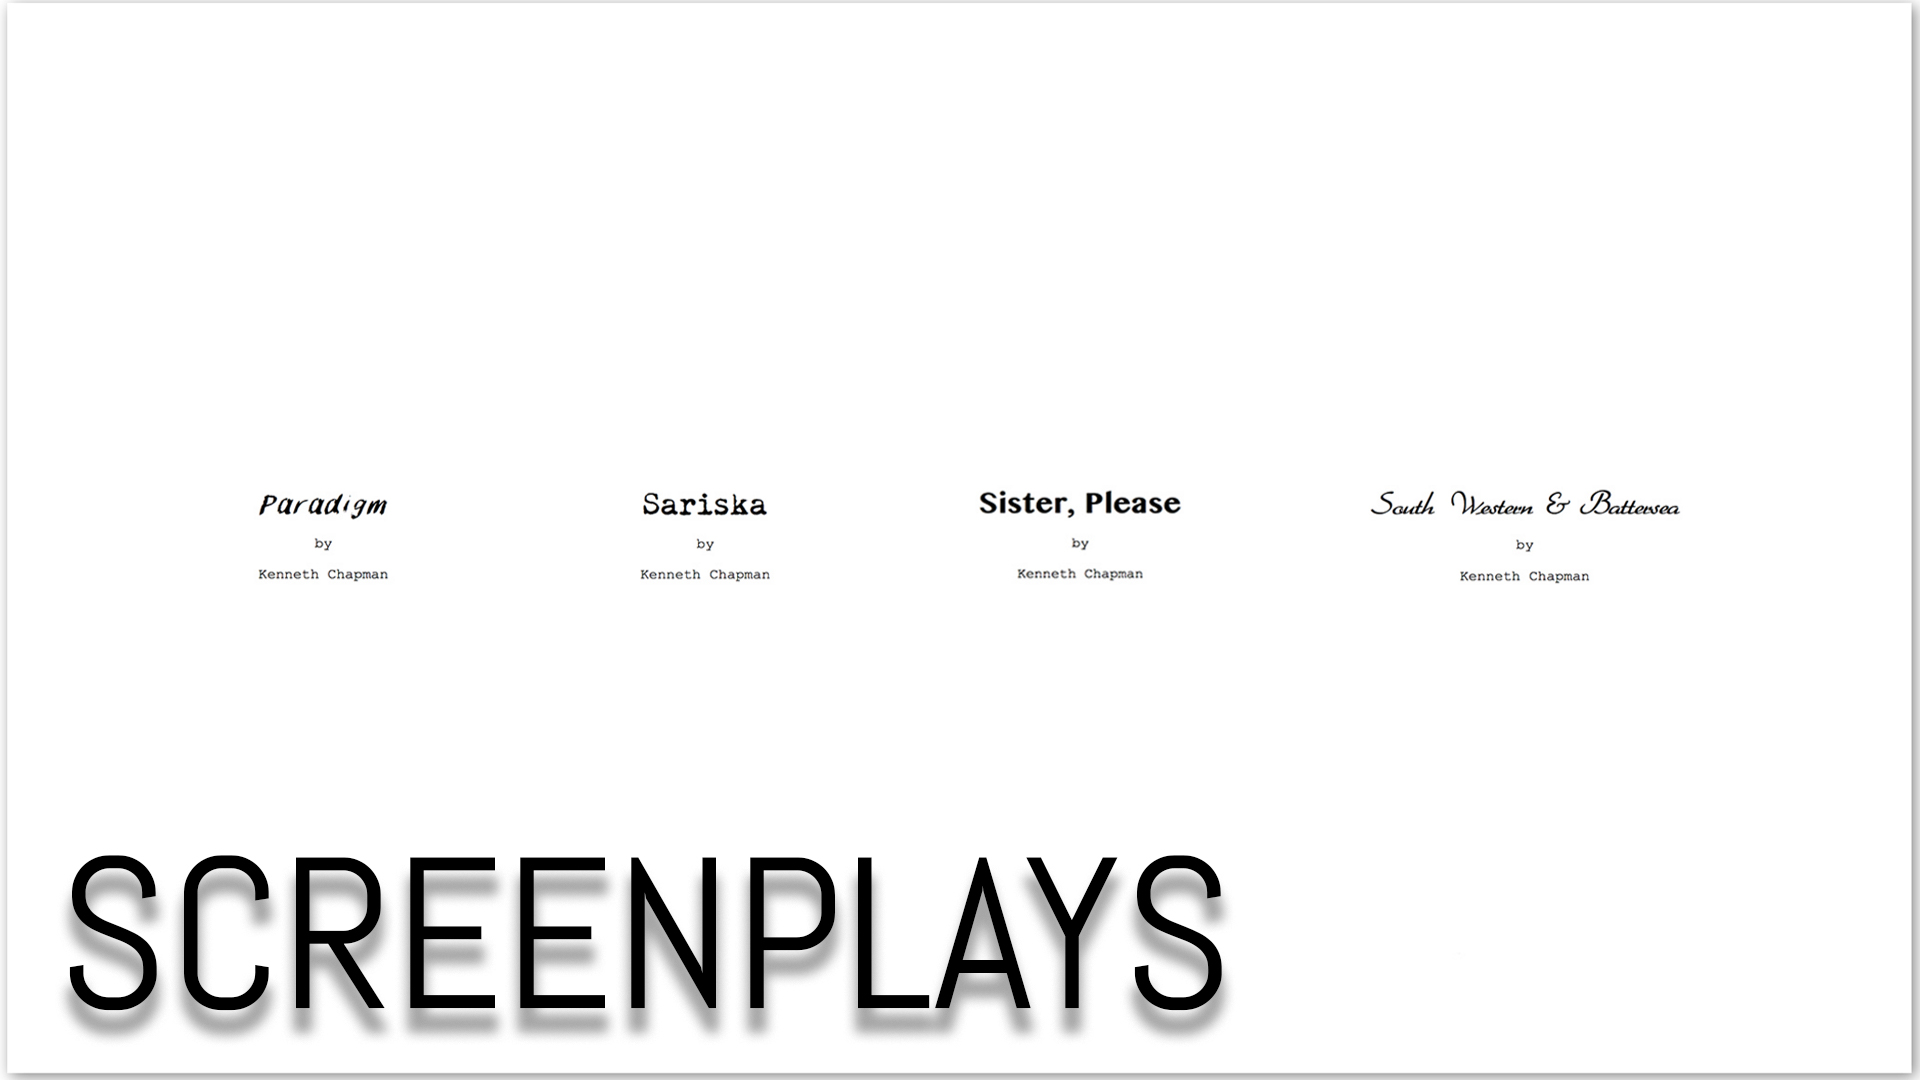 Paradigm
by
Kenneth Chapman
Sariska
by
Kenneth Chapman
Sister, Please
by
Kenneth Chapman
South Western & Battersea
by
Kenneth Chapman
SCREENPLAYS